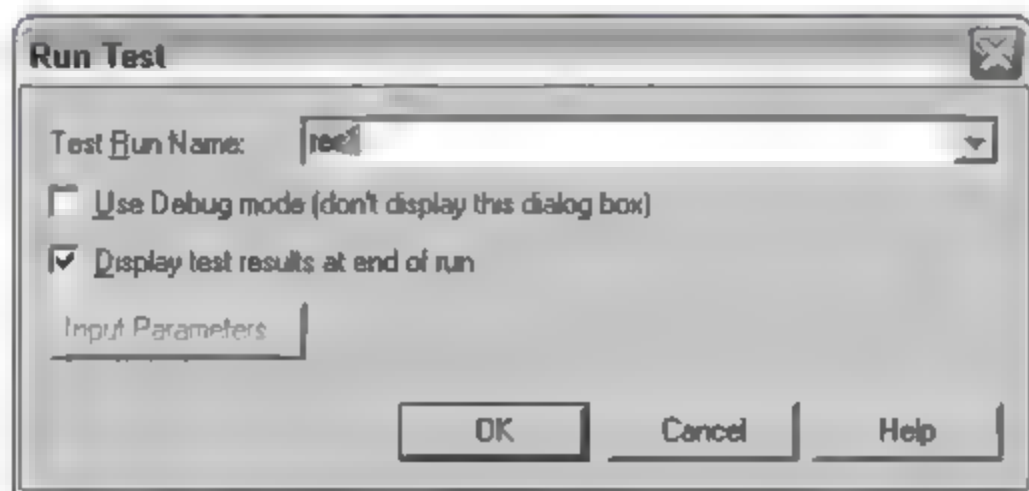 Run Test
Test Run Name:
Use Debug mode (don't display this dialog box)
Display test results at end of run
Input Parameters
OK Cancel Help